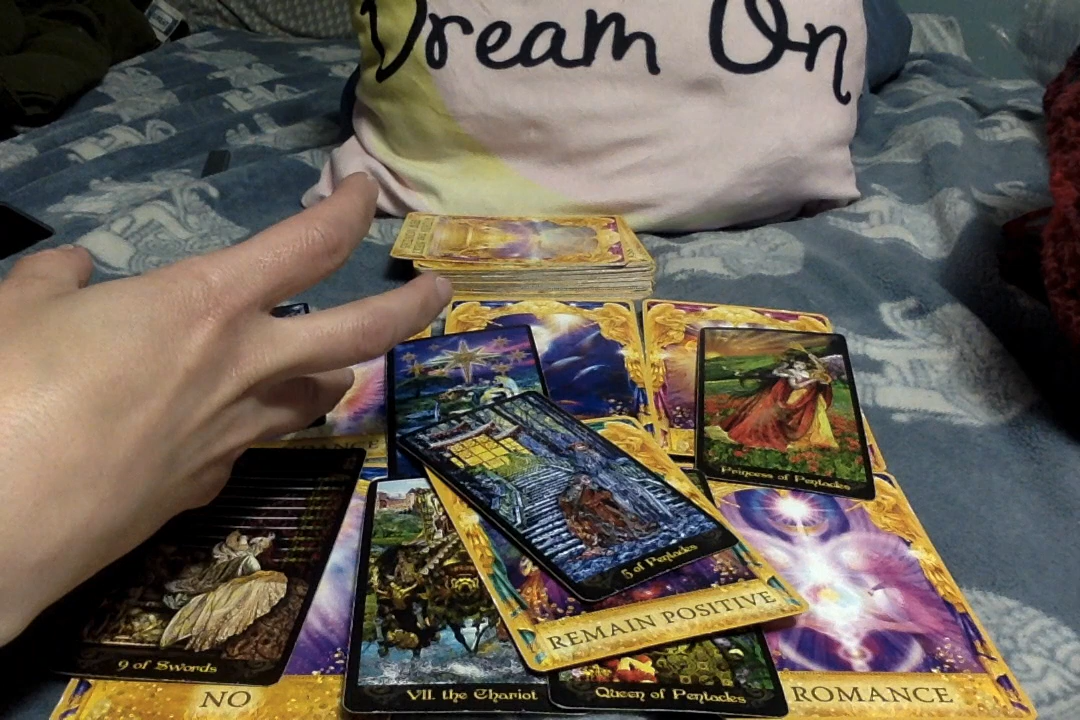 Dream On
Princess of Pentacles
5 of Pentacles
REMAIN POSITIVE
9 of Swords
NO
VII. the Chariot
Queen of Pentacles
ROMANCE